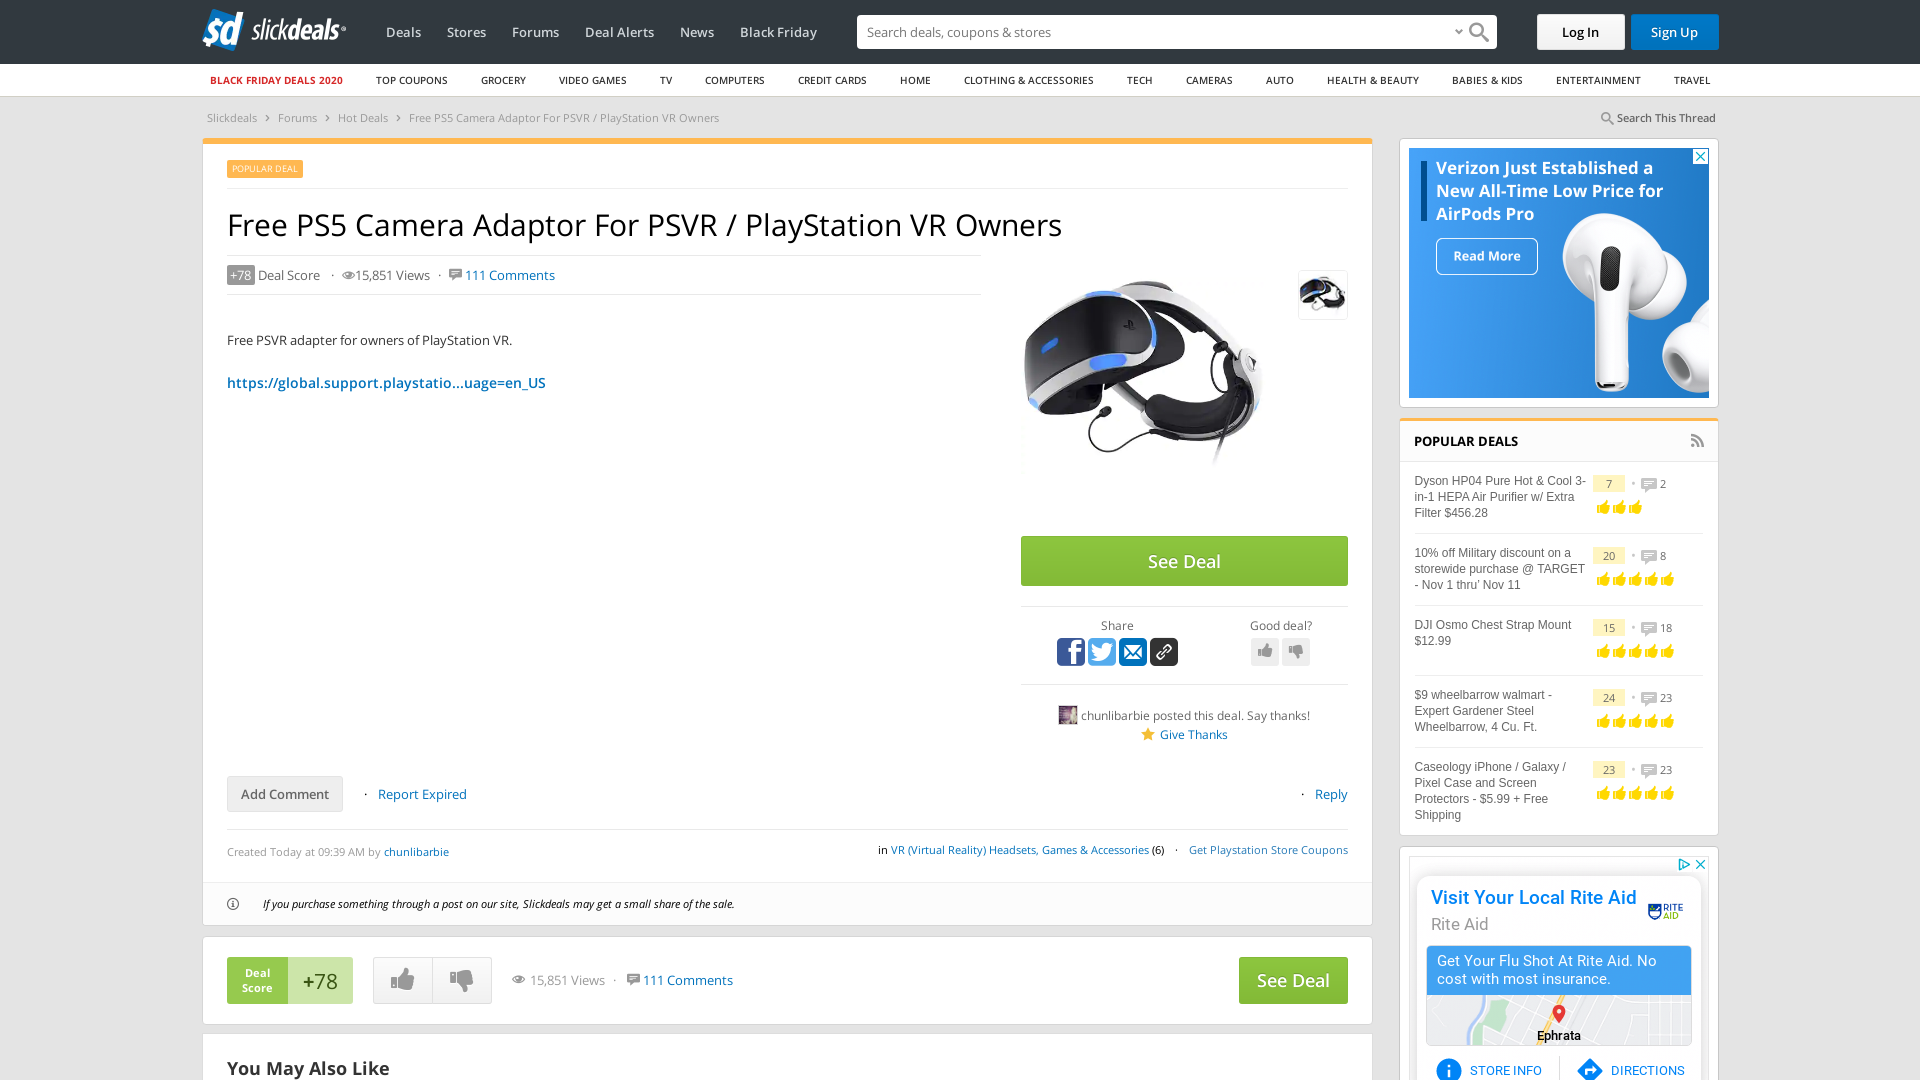 sd slickdeals
Deals Stores Forums Deal Alerts News Black Friday
Search deals, coupons & stores
Log In Sign Up
BLACK FRIDAY DEALS 2020 TOP COUPONS GROCERY VIDEO GAMES TV COMPUTERS CREDIT CARDS HOME CLOTHING & ACCESSORIES TECH CAMERAS AUTO HEALTH & BEAUTY BABIES & KIDS ENTERTAINMENT TRAVEL
Slickdeals › Forums › Hot Deals › Free PS5 Camera Adaptor For PSVR / PlayStation VR Owners
Search This Thread
POPULAR DEAL
Free PS5 Camera Adaptor For PSVR / PlayStation VR Owners
+78 Deal Score · 15,851 Views · 111 Comments
Free PSVR adapter for owners of PlayStation VR.
https://global.support.playstatio...uage=en_US
See Deal
Share
Good deal?
chunlibarbie posted this deal. Say thanks!
Give Thanks
Add Comment · Report Expired
· Reply
Created Today at 09:39 AM by chunlibarbie
in VR (Virtual Reality) Headsets, Games & Accessories (6) · Get Playstation Store Coupons
If you purchase something through a post on our site, Slickdeals may get a small share of the sale.
Deal
Score
+78
15,851 Views · 111 Comments
See Deal
You May Also Like
Verizon Just Established a
New All-Time Low Price for
AirPods Pro
Read More
POPULAR DEALS
Dyson HP04 Pure Hot & Cool 3-
in-1 HEPA Air Purifier w/ Extra
Filter $456.28
7 • 2
10% off Military discount on a
storewide purchase @ TARGET
- Nov 1 thru' Nov 11
20 • 8
DJI Osmo Chest Strap Mount
$12.99
15 • 18
$9 wheelbarrow walmart -
Expert Gardener Steel
Wheelbarrow, 4 Cu. Ft.
24 • 23
Caseology iPhone / Galaxy /
Pixel Case and Screen
Protectors - $5.99 + Free
Shipping
23 • 23
Visit Your Local Rite Aid
Rite Aid
RITE
AID
Get Your Flu Shot At Rite Aid. No
cost with most insurance.
Ephrata
STORE INFO
DIRECTIONS